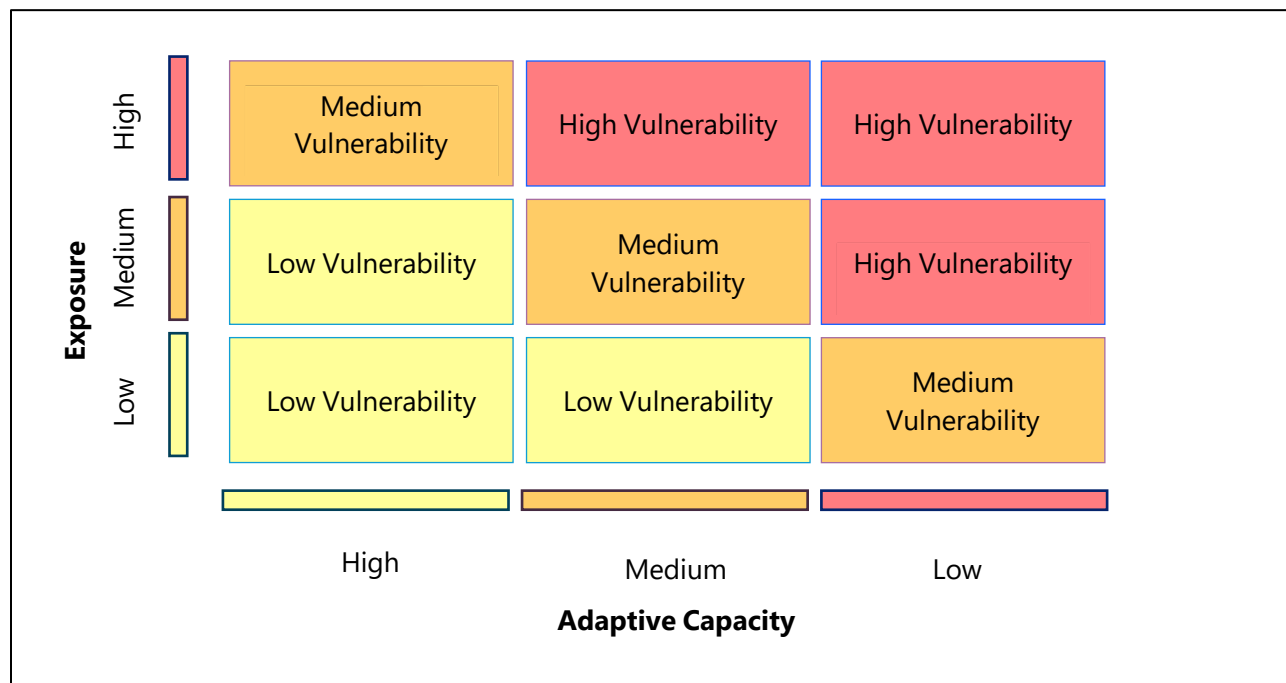 High
Medium
Vulnerability
High Vulnerability
High Vulnerability
Exposure
Medium
Low Vulnerability
Medium
Vulnerability
High Vulnerability
Low
Low Vulnerability
Low Vulnerability
Medium
Vulnerability
High
Medium
Low
Adaptive Capacity